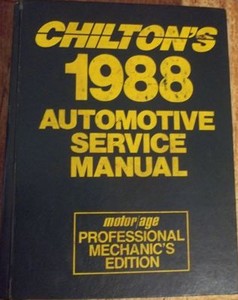 CHILTON'S
1988
AUTOMOTIVE
SERVICE
MANUAL
motor/age
PROFESSIONAL
MECHANIC'S
EDITION